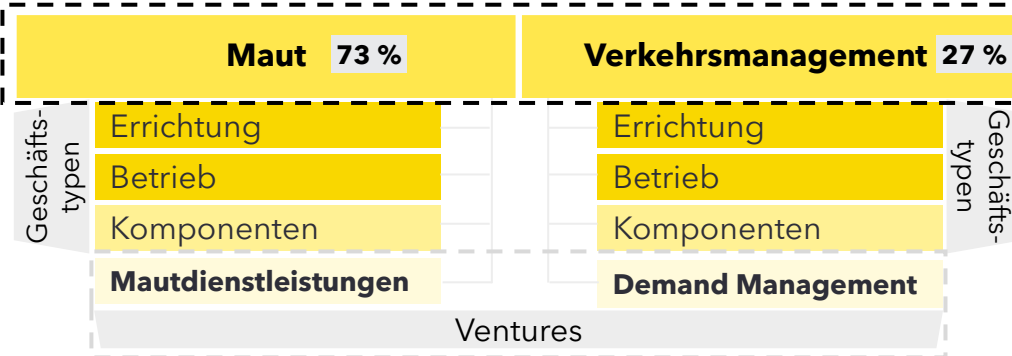 Maut 73 %
Verkehrsmanagement 27 %
Geschäfts-
typen
Errichtung
Betrieb
Komponenten
Mautdienstleistungen
Errichtung
Betrieb
Komponenten
Demand Management
Geschäfts-
typen
Ventures